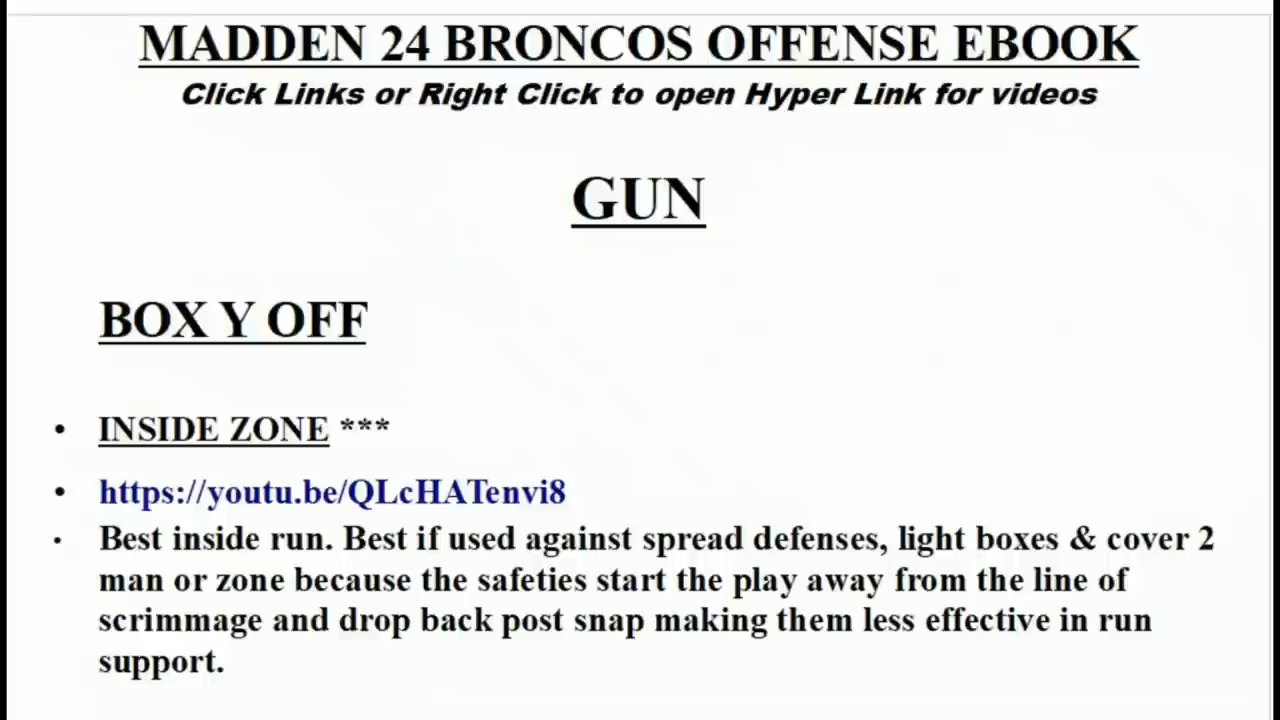 MADDEN 24 BRONCOS OFFENSE EBOOK
Click Links or Right Click to open Hyper Link for videos
GUN
BOX Y OFF
• INSIDE ZONE ***
• https://youtu.be/QLcHATenvi8
• Best inside run. Best if used against spread defenses, light boxes & cover 2
man or zone because the safeties start the play away from the line of
scrimmage and drop back post snap making them less effective in run
support.